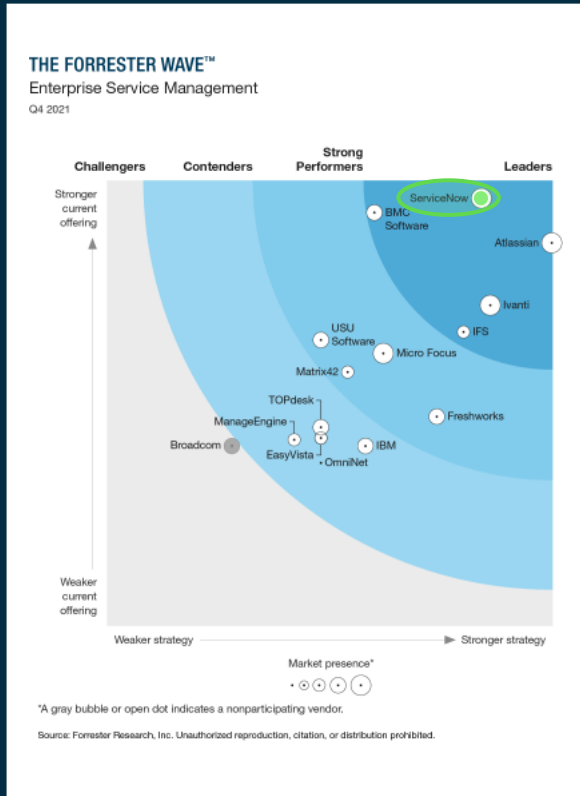 THE FORRESTER WAVE™
Enterprise Service Management
Q4 2021
Challengers
Contenders
Strong
Performers
Leaders
Stronger
current
offering
ServiceNow
BMC
Software
Atlassian
Ivanti
IFS
USU
Software
Micro Focus
Matrix42
TOPdesk
Freshworks
ManageEngine
Broadcom
IBM
EasyVista
OmniNet
Weaker
current
offering
Weaker strategy
Stronger strategy
Market presence*
*A gray bubble or open dot indicates a nonparticipating vendor.
Source: Forrester Research, Inc. Unauthorized reproduction, citation, or distribution prohibited.